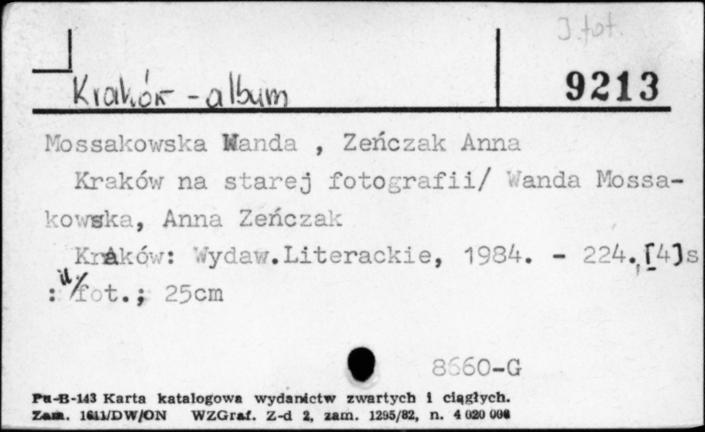 J. fot.
Kraków - album
9213
Mossakowska Wanda , Zeńczak Anna
Kraków na starej fotografii/ Wanda Mossa-
kowska, Anna Zeńczak
Kraków: Wydaw.Literackie, 1984. - 224.,[4]s
: il/fot.; 25cm
8660-G
Pu-B-143 Karta katalogowa wydawnictw zwartych i ciągłych.
Zam. 1611/DW/ON WZGraf. Z-d 2, zam. 1295/82, n. 4 020 000